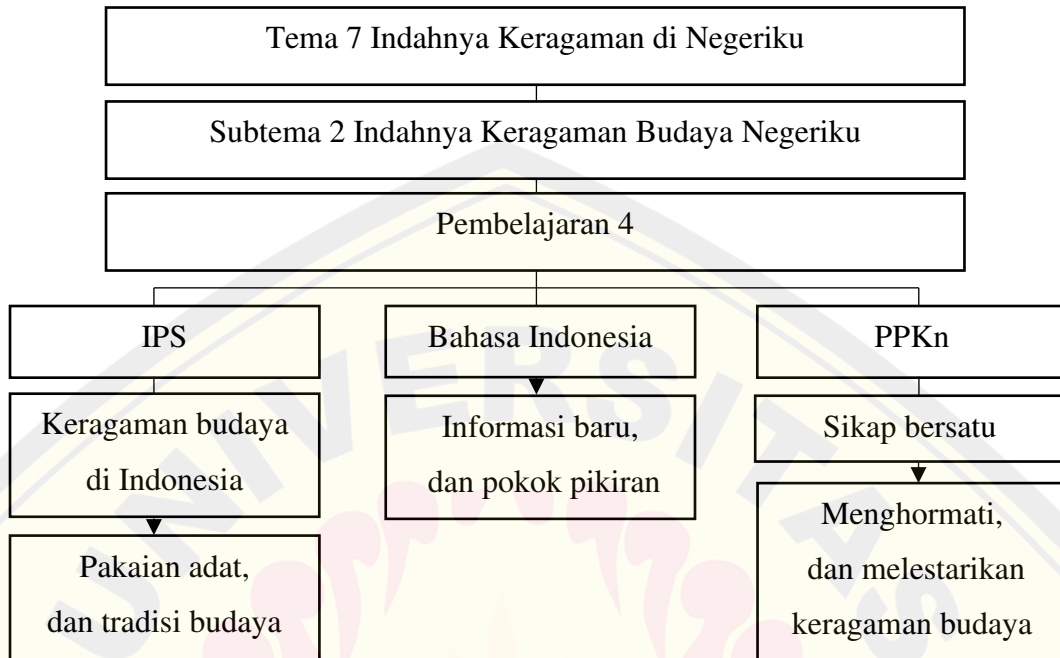 Tema 7 Indahnya Keragaman di Negeriku
Subtema 2 Indahnya Keragaman Budaya Negeriku
Pembelajaran 4
IPS
Keragaman budaya
di Indonesia
Pakaian adat,
dan tradisi budaya
Bahasa Indonesia
Informasi baru,
dan pokok pikiran
PPKn
Sikap bersatu
Menghormati,
dan melestarikan
keragaman budaya
UNIVERSITAS